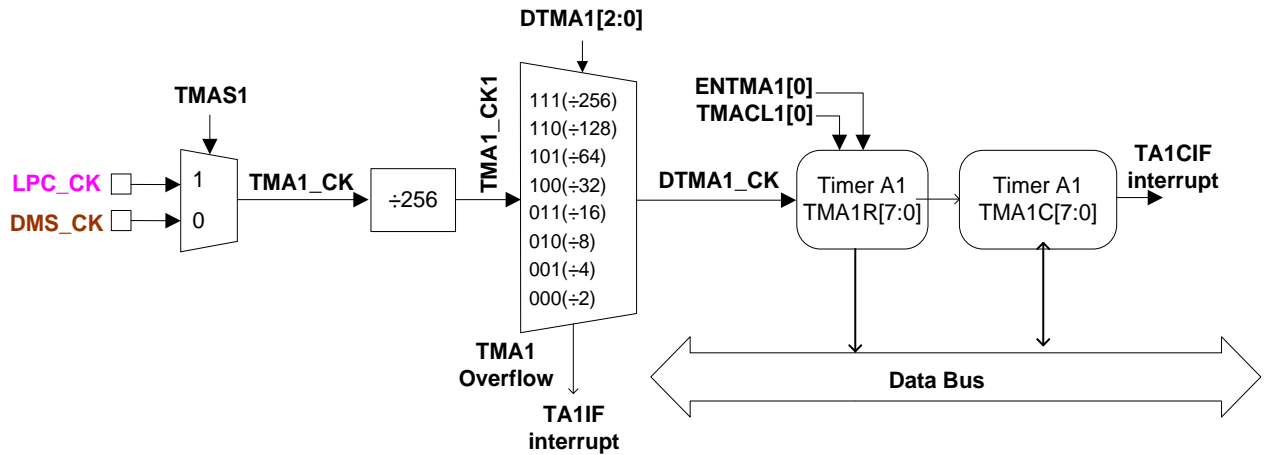 DTMA1[2:0]
TMAS1
LPC_CK
DMS_CK
1
0
TMA1_CK
÷256
TMA1_CK1
111(÷256)
110(÷128)
101(÷64)
100(÷32)
011(÷16)
010(÷8)
001(÷4)
000(÷2)
TMA1
Overflow
TA1IF
interrupt
DTMA1_CK
ENTMA1[0]
TMACL1[0]
Timer A1
TMA1R[7:0]
Timer A1
TMA1C[7:0]
TA1CIF
interrupt
Data Bus